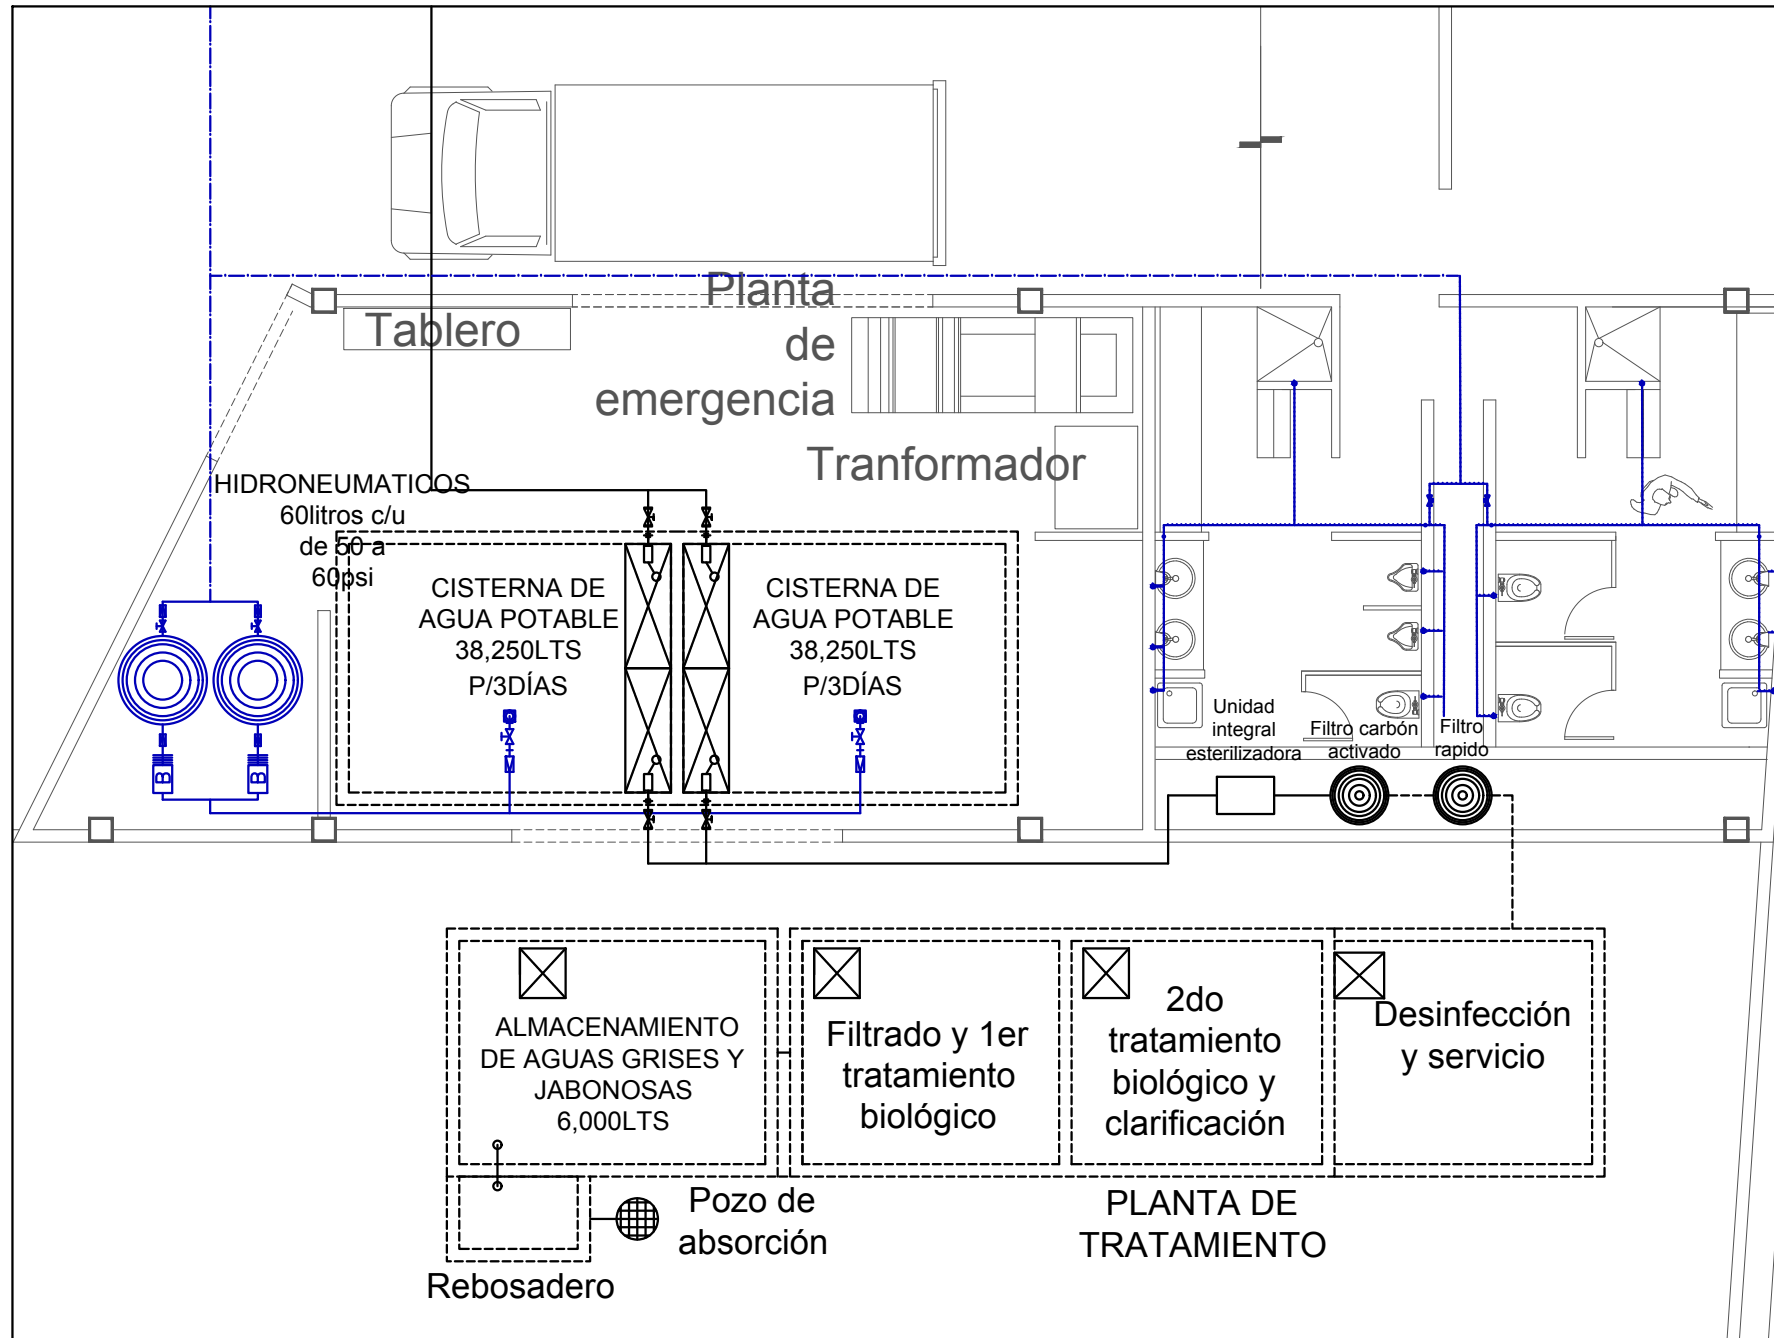 Planta
de
emergencia
Tablero
Tranformador
HIDRONEUMATICOS
60litros c/u
de 50 a
60psi
CISTERNA DE
AGUA POTABLE
38,250LTS
P/3DÍAS
CISTERNA DE
AGUA POTABLE
38,250LTS
P/3DÍAS
B
B
Unidad
integral
esterilizadora
Filtro carbón
activado
Filtro
rapido
ALMACENAMIENTO
DE AGUAS GRISES Y
JABONOSAS
6,000LTS
Filtrado y 1er
tratamiento
biológico
2do
tratamiento
biológico y
clarificación
Desinfección
y servicio
Pozo de
absorción
Rebosadero
PLANTA DE
TRATAMIENTO